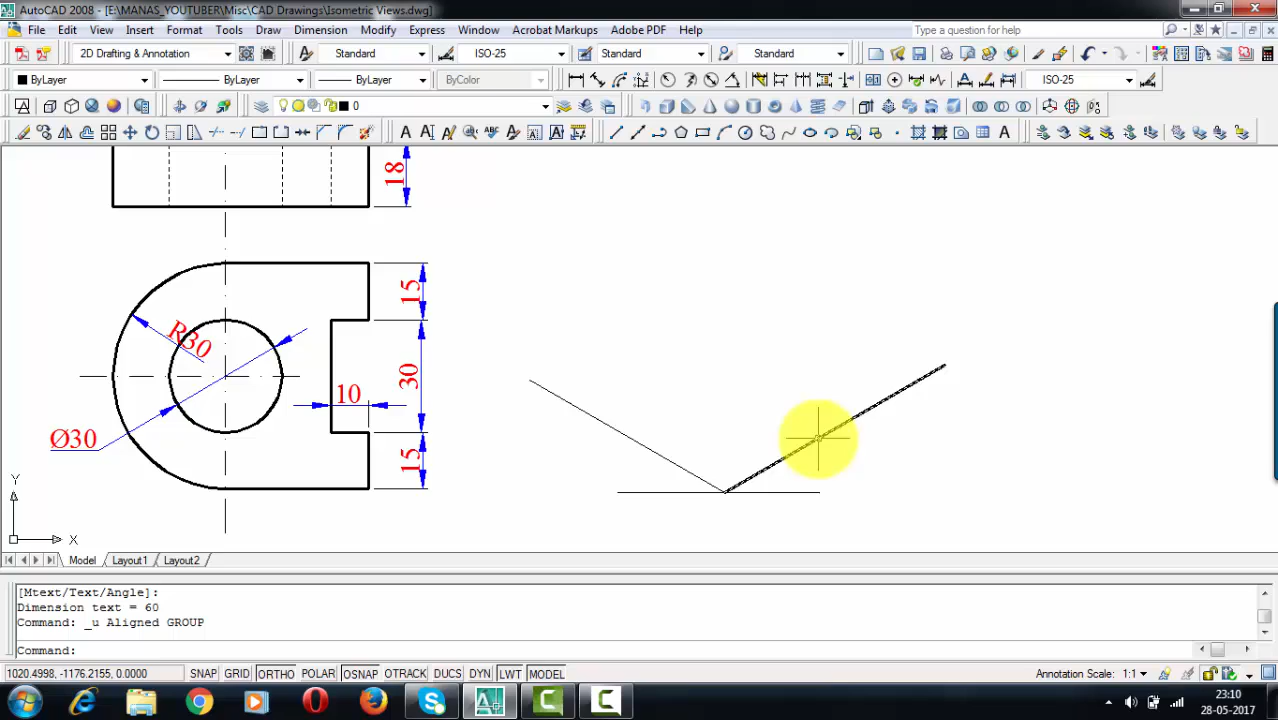 AutoCAD 2008 - [E:\MANAS_YOUTUBER\Misc\CAD Drawings\Isometric Views.dwg]
File Edit View Insert Format Tools Draw Dimension Modify Express Window Acrobat Markups Adobe PDF Help Type a question for help
2D Drafting & Annotation Standard ISO-25 Standard Standard
ByLayer ByLayer ByLayer ByColor ISO-25
0
18
15
R30
30
10
Ø30
15
Y
X
Model Layout1 Layout2
[Mtext/Text/Angle]:
Dimension text = 60
Command: _u Aligned GROUP
Command:
1020.4998, -1176.2155, 0.0000 SNAP GRID ORTHO POLAR OSNAP OTRACK DUCS DYN LWT MODEL Annotation Scale: 1:1
23:10
28-05-2017